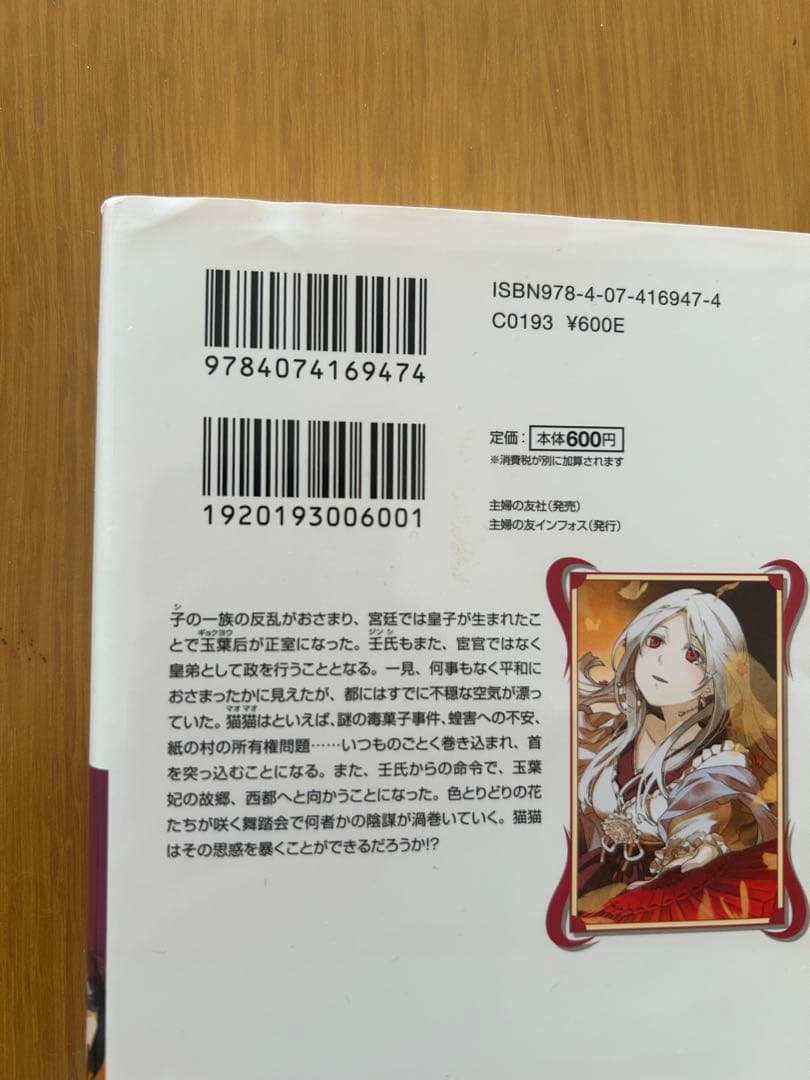 ISBN978-4-07-416947-4
C0193 ¥600E
9784074169474
1920193006001
定価：本体600円
※消費税が別に加算されます
主婦の友社（発売）
主婦の友インフォス（発行）
シ
子の一族の反乱がおさまり、宮廷では皇子が生まれたこ
ギョクヨウ ジンシ
とで玉葉后が正室になった。壬氏もまた、宦官ではなく
皇弟として政を行うこととなる。一見、何事もなく平和に
おさまったかに見えたが、都にはすでに不穏な空気が漂っ
マオマオ
ていた。猫猫はといえば、謎の毒菓子事件、蝗害への不安、
紙の村の所有権問題……いつものごとく巻き込まれ、首
を突っ込むことになる。また、壬氏からの命令で、玉葉
妃の故郷、西都へと向かうことになった。色とりどりの花
たちが咲く舞踏会で何者かの陰謀が渦巻いていく。猫猫
はその思惑を暴くことができるだろうか!?